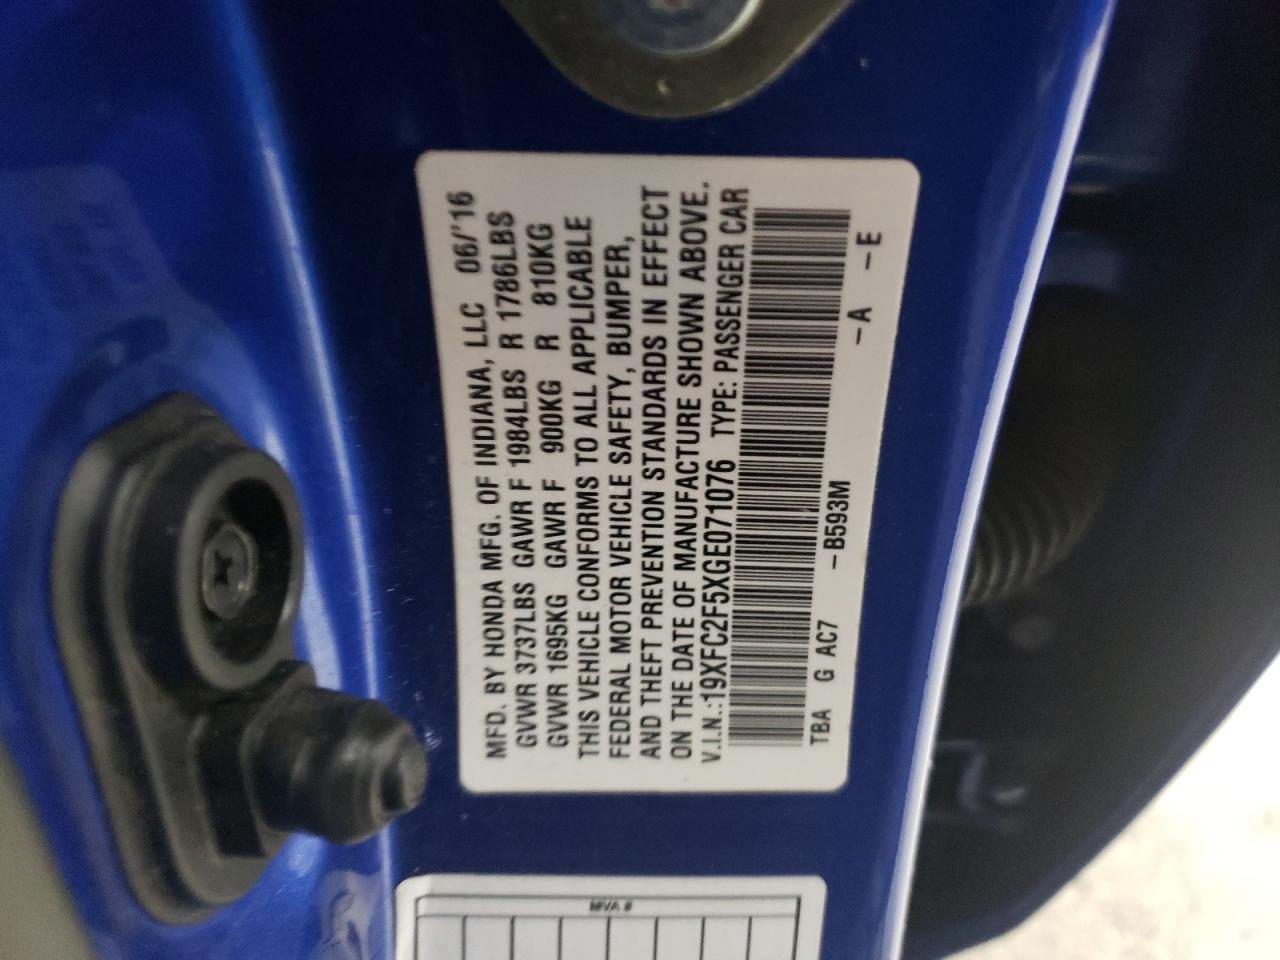 MFD. BY HONDA MFG. OF INDIANA, LLC 06/'16
GVWR 3737LBS GAWR F 1984LBS R 1786LBS
GVWR 1695KG GAWR F 900KG R 810KG
THIS VEHICLE CONFORMS TO ALL APPLICABLE
FEDERAL MOTOR VEHICLE SAFETY, BUMPER,
AND THEFT PREVENTION STANDARDS IN EFFECT
ON THE DATE OF MANUFACTURE SHOWN ABOVE.
V.I.N.:19XFC2F5XGE071076 TYPE: PASSENGER CAR
TBA G AC7 –B593M –A –E
MVA #